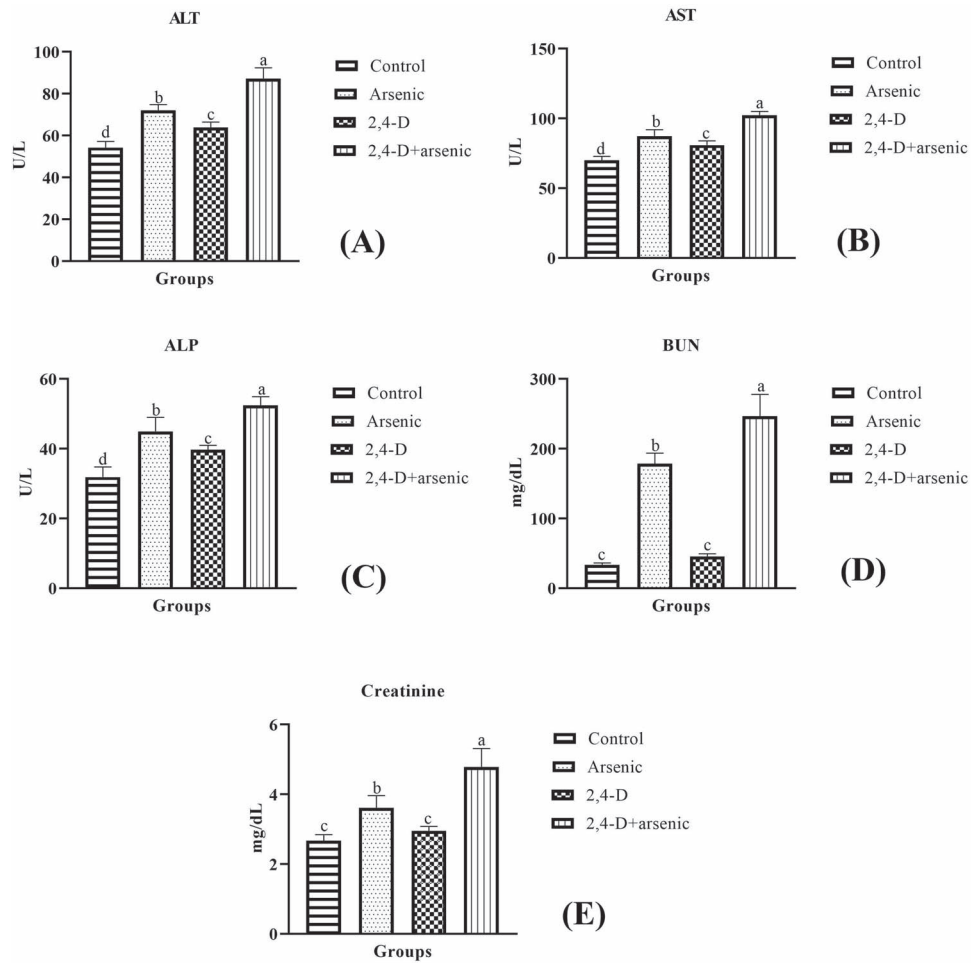 ALT
100
80
60
40
20
0
U/L
d
b
c
a
Groups
Control
Arsenic
2,4-D
2,4-D+arsenic
(A)
AST
150
100
50
0
U/L
d
b
c
a
Groups
Control
Arsenic
2,4-D
2,4-D+arsenic
(B)
ALP
60
40
20
0
U/L
d
b
c
a
Groups
Control
Arsenic
2,4-D
2,4-D+arsenic
(C)
BUN
300
200
100
0
mg/dL
c
b
c
a
Groups
Control
Arsenic
2,4-D
2,4-D+arsenic
(D)
Creatinine
6
4
2
0
mg/dL
c
b
c
a
Groups
Control
Arsenic
2,4-D
2,4-D+arsenic
(E)